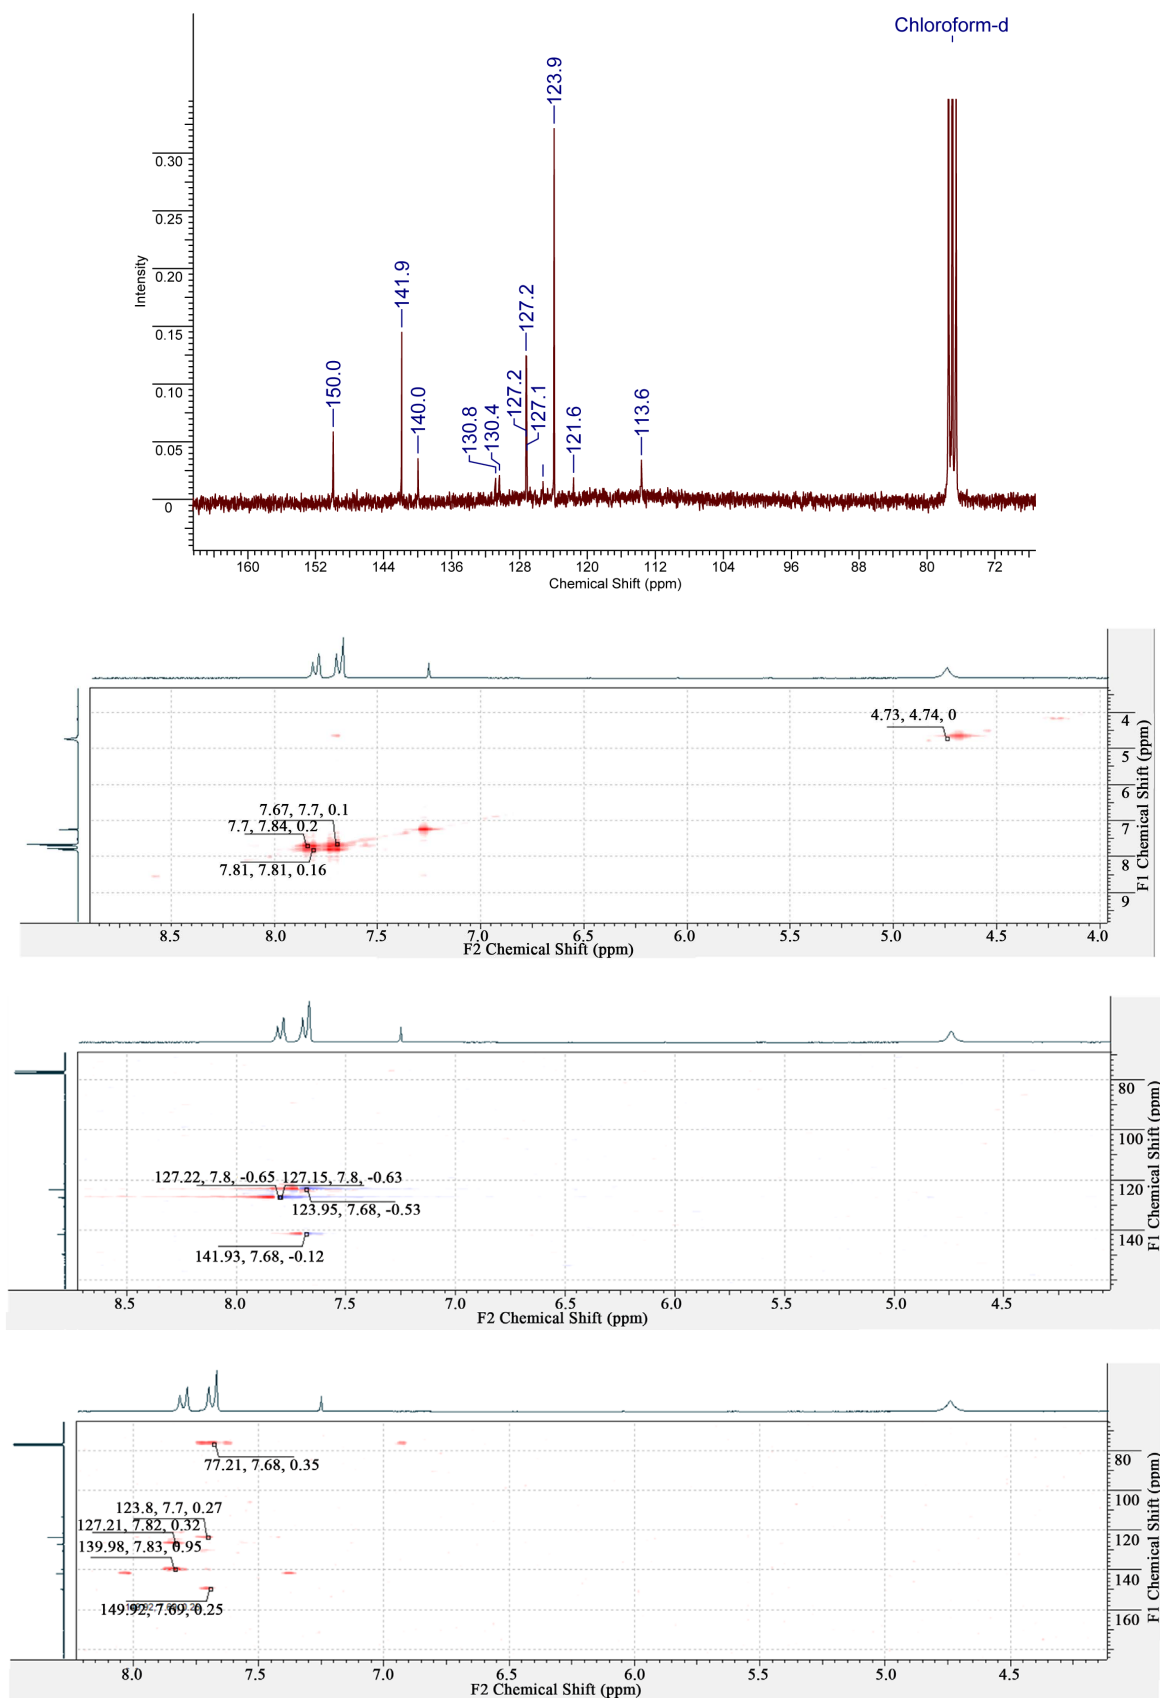 Chloroform-d
123.9
141.9
127.2
150.0
127.2
140.0
130.8
130.4
127.1
121.6
113.6
0.30
0.25
0.20
0.15
0.10
0.05
0
Intensity
160 152 144 136 128 120 112 104 96 88 80 72
Chemical Shift (ppm)
4.73, 4.74, 0
7.67, 7.7, 0.1
7.7, 7.84, 0.2
7.81, 7.81, 0.16
4
5
6
7
8
9
F1 Chemical Shift (ppm)
8.5 8.0 7.5 7.0 6.5 6.0 5.5 5.0 4.5 4.0
F2 Chemical Shift (ppm)
127.22, 7.8, -0.65 127.15, 7.8, -0.63
123.95, 7.68, -0.53
141.93, 7.68, -0.12
80
100
120
140
F1 Chemical Shift (ppm)
8.5 8.0 7.5 7.0 6.5 6.0 5.5 5.0 4.5
F2 Chemical Shift (ppm)
77.21, 7.68, 0.35
123.8, 7.7, 0.27
127.21, 7.82, 0.32
139.98, 7.83, 0.95
149.92, 7.69, 0.25
80
100
120
140
160
F1 Chemical Shift (ppm)
8.0 7.5 7.0 6.5 6.0 5.5 5.0 4.5
F2 Chemical Shift (ppm)